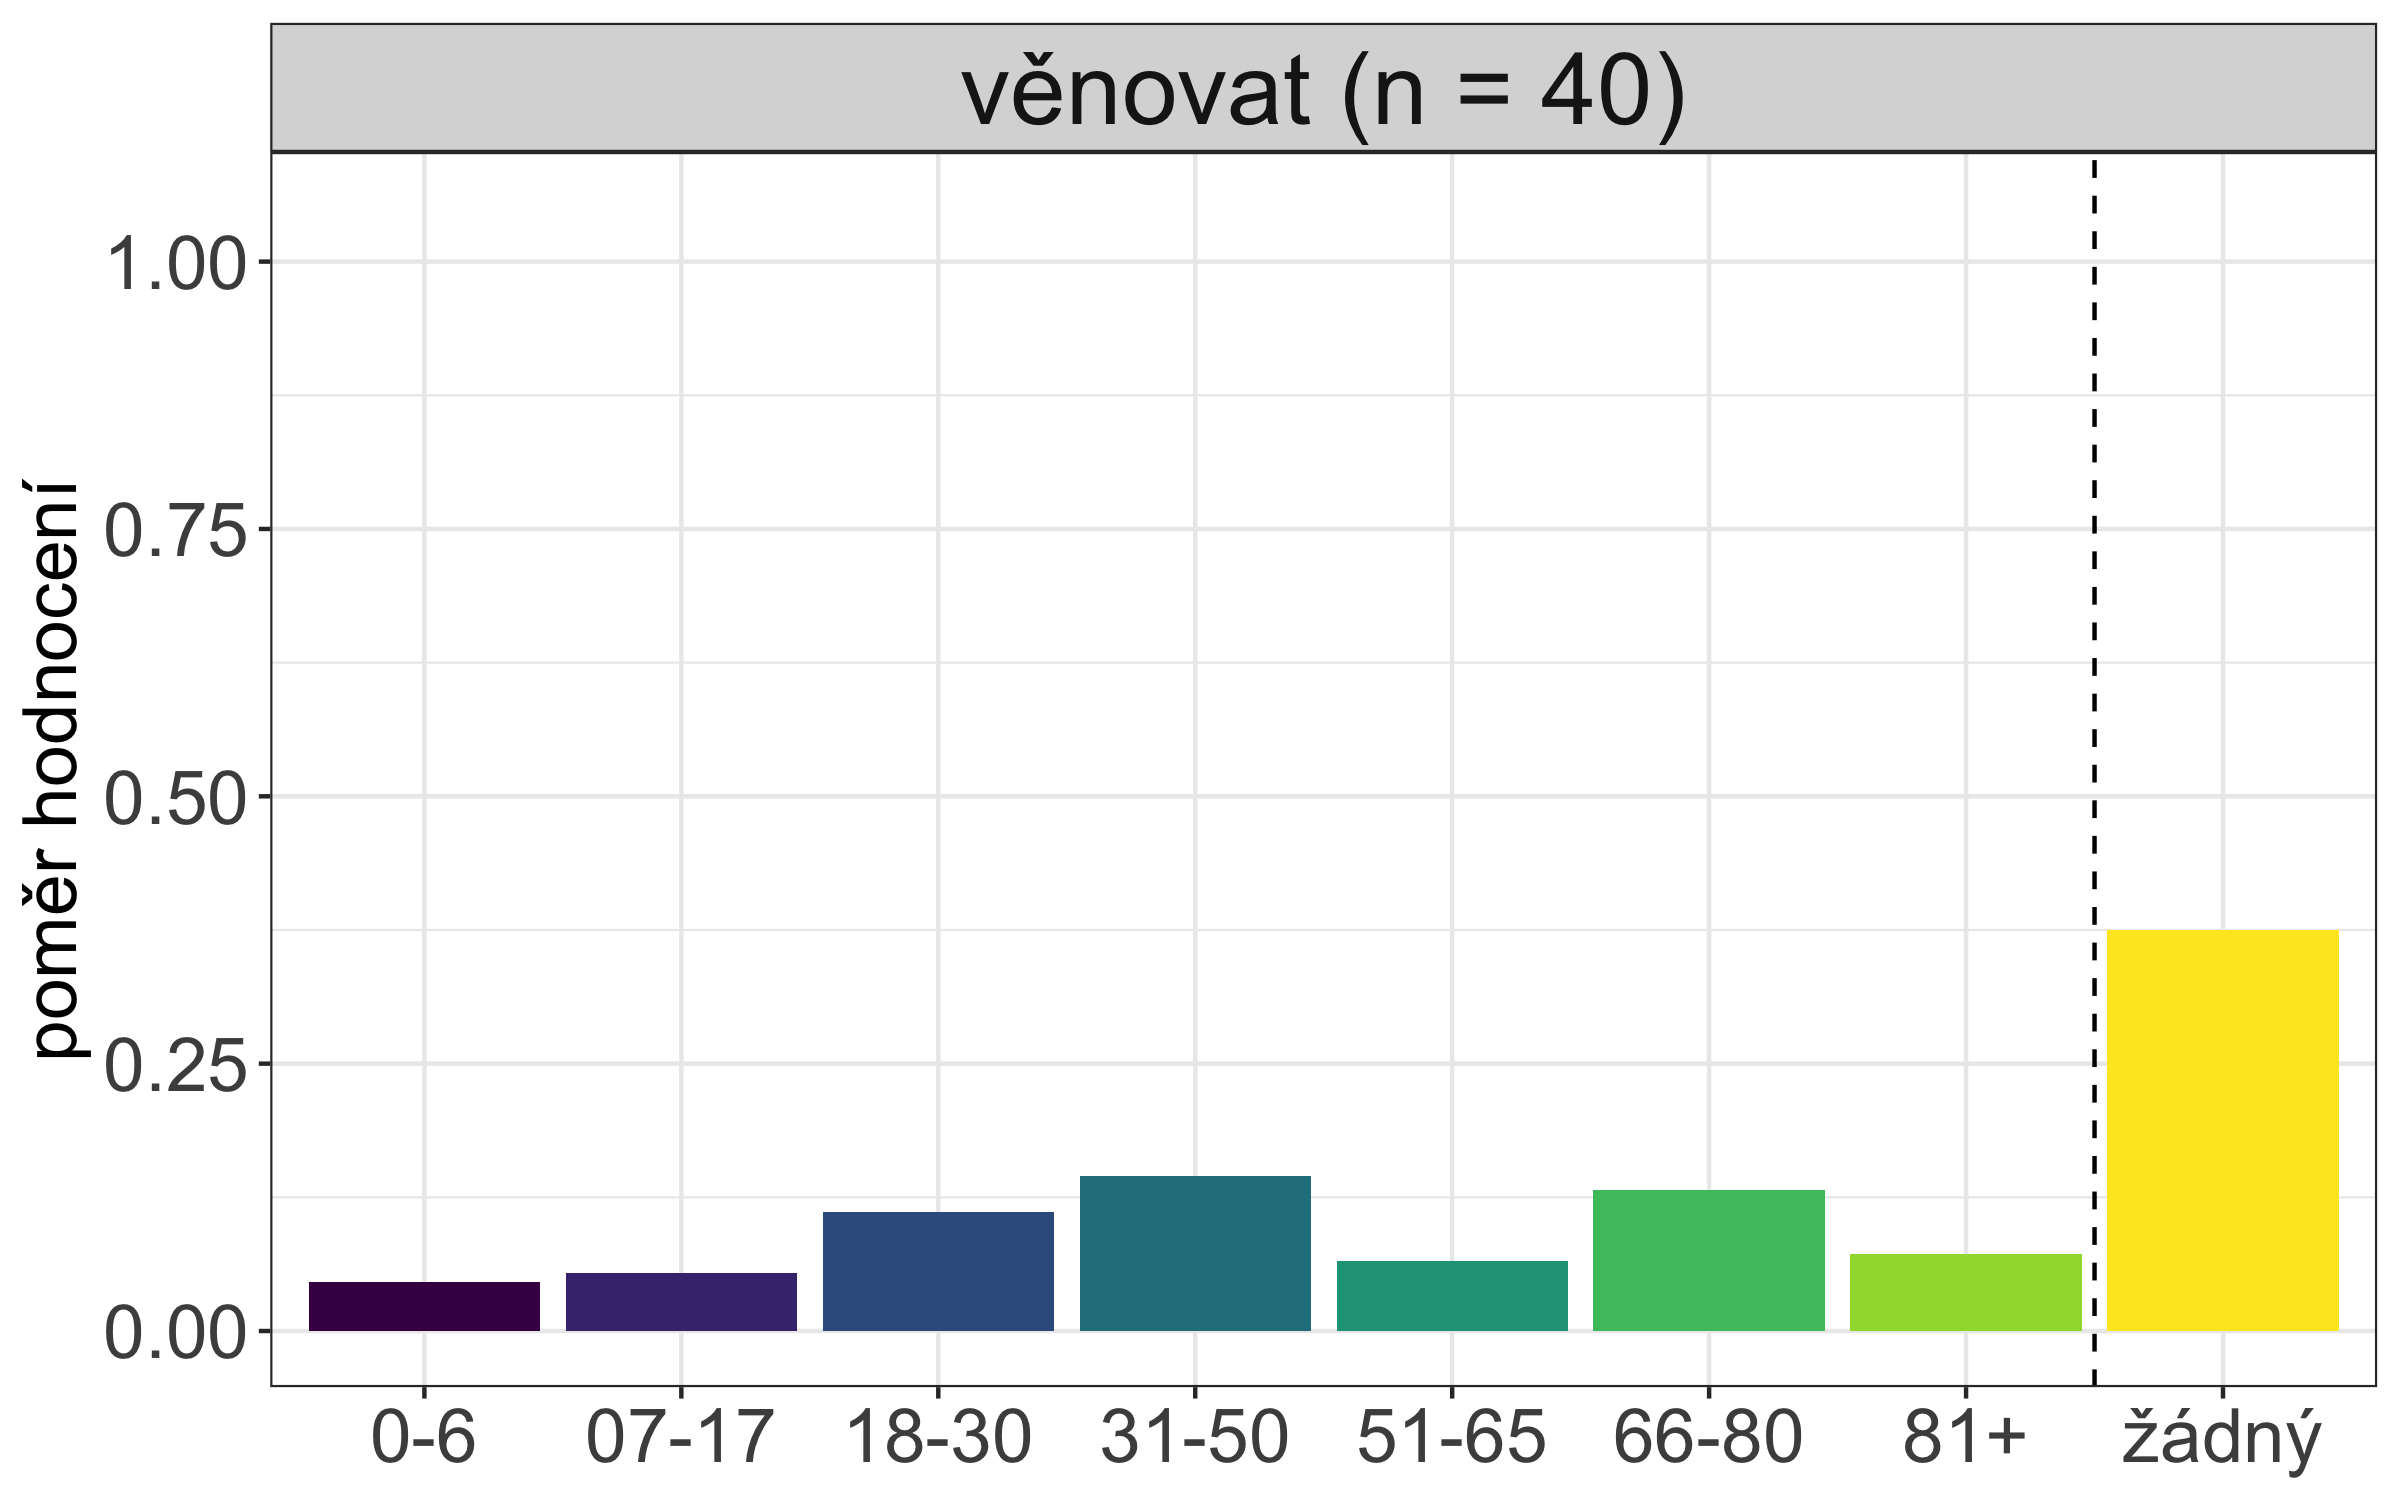 věnovat (n = 40)
poměr hodnocení
1.00
0.75
0.50
0.25
0.00
0-6 07-17 18-30 31-50 51-65 66-80 81+ žádný